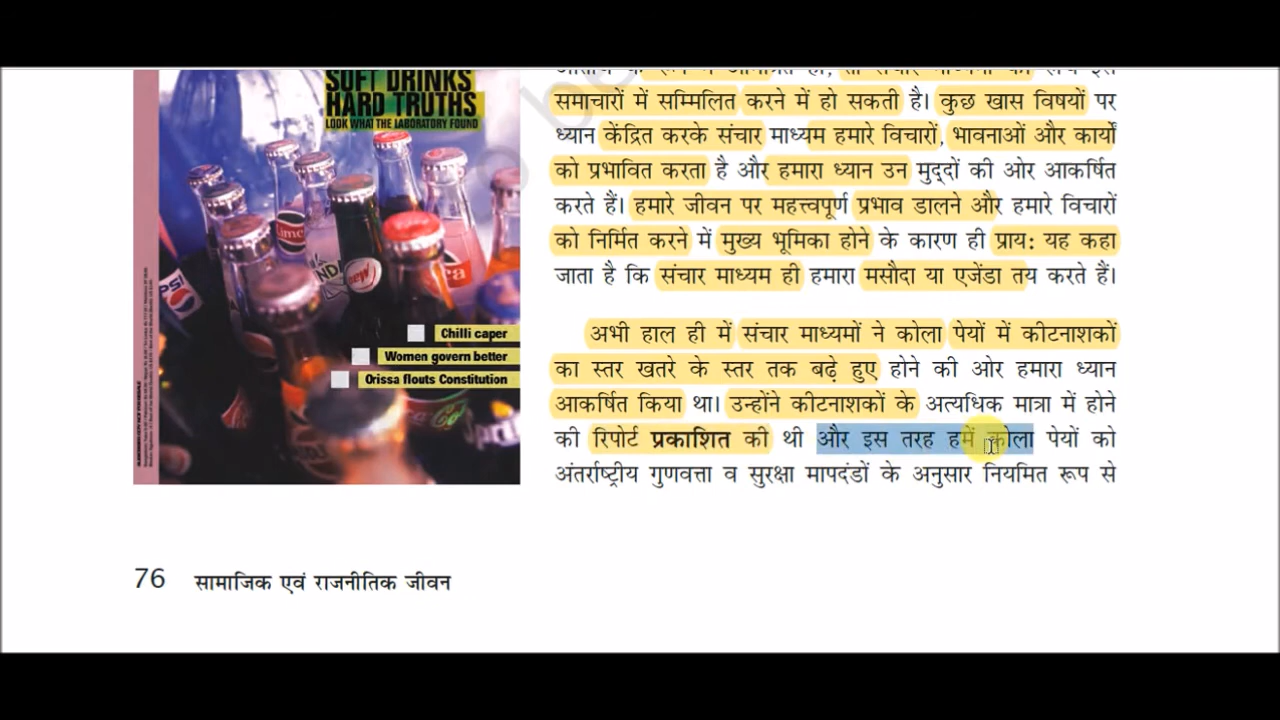 SOFT DRINKS
HARD TRUTHS
LOOK WHAT THE LABORATORY FOUND
Chilli caper
Women govern better
Orissa flouts Constitution
समाचारों में सम्मिलित करने में हो सकती है। कुछ खास विषयों पर
ध्यान केंद्रित करके संचार माध्यम हमारे विचारों, भावनाओं और कार्यों
को प्रभावित करता है और हमारा ध्यान उन मुद्दों की ओर आकर्षित
करते हैं। हमारे जीवन पर महत्त्वपूर्ण प्रभाव डालने और हमारे विचारों
को निर्मित करने में मुख्य भूमिका होने के कारण ही प्राय: यह कहा
जाता है कि संचार माध्यम ही हमारा मसौदा या एजेंडा तय करते हैं।
अभी हाल ही में संचार माध्यमों ने कोला पेयों में कीटनाशकों
का स्तर खतरे के स्तर तक बढ़े हुए होने की ओर हमारा ध्यान
आकर्षित किया था। उन्होंने कीटनाशकों के अत्यधिक मात्रा में होने
की रिपोर्ट प्रकाशित की थी और इस तरह हमें कोला पेयों को
अंतर्राष्ट्रीय गुणवत्ता व सुरक्षा मापदंडों के अनुसार नियमित रूप से
76 सामाजिक एवं राजनीतिक जीवन